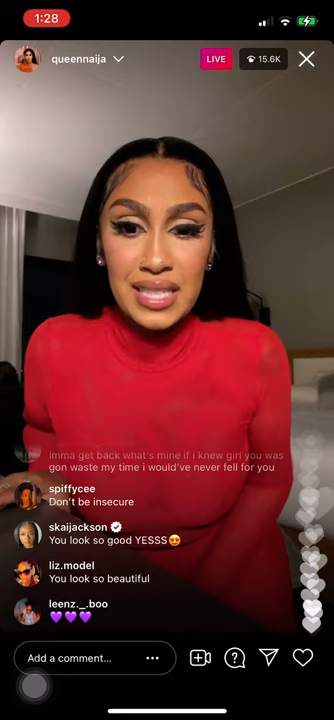 1:28
queennaija
LIVE
15.6K
Imma get back what's mine if i knew girl you was
gon waste my time i would've never fell for you
spiffycee
Don't be insecure
skaijackson
You look so good YESSS😍
liz.model
You look so beautiful
leenz._.boo
💜💜💜
Add a comment...